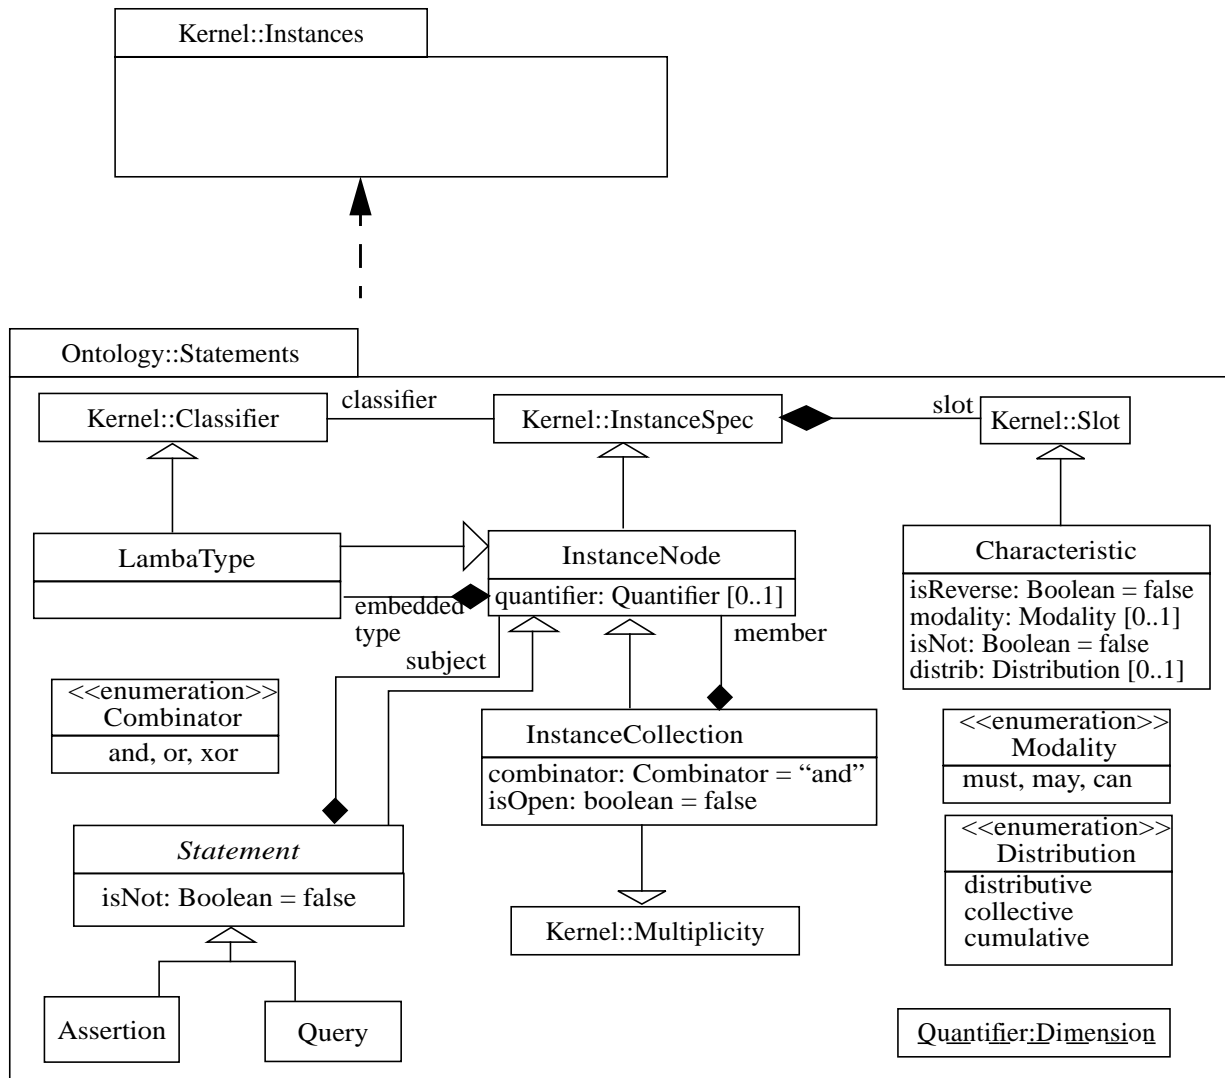 Kernel::Instances
Ontology::Statements
Kernel::Classifier
classifier
Kernel::InstanceSpec
slot
Kernel::Slot
LambaType
InstanceNode
quantifier: Quantifier [0..1]
embedded
type
subject
member
Characteristic
isReverse: Boolean = false
modality: Modality [0..1]
isNot: Boolean = false
distrib: Distribution [0..1]
<<enumeration>>
Combinator
and, or, xor
InstanceCollection
combinator: Combinator = “and”
isOpen: boolean = false
<<enumeration>>
Modality
must, may, can
<<enumeration>>
Distribution
distributive
collective
cumulative
Statement
isNot: Boolean = false
Kernel::Multiplicity
Assertion
Query
Quantifier:Dimension